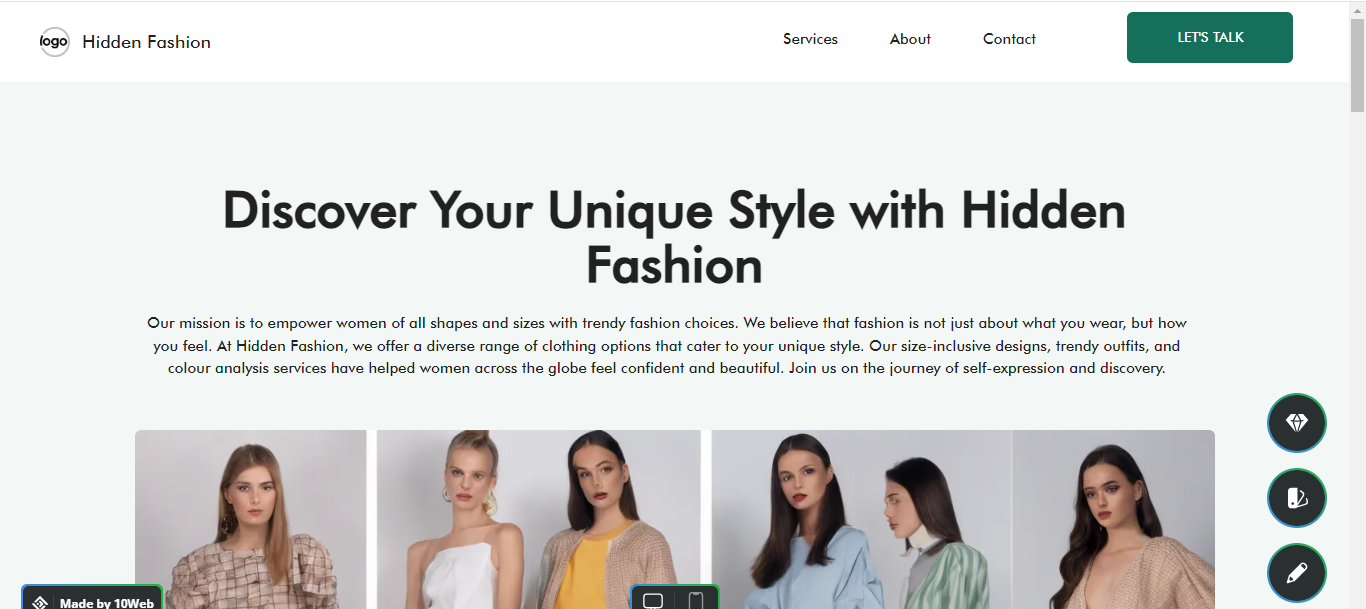 logo Hidden Fashion Services About Contact LET'S TALK
Discover Your Unique Style with Hidden
Fashion
Our mission is to empower women of all shapes and sizes with trendy fashion choices. We believe that fashion is not just about what you wear, but how
you feel. At Hidden Fashion, we offer a diverse range of clothing options that cater to your unique style. Our size-inclusive designs, trendy outfits, and
colour analysis services have helped women across the globe feel confident and beautiful. Join us on the journey of self-expression and discovery.
Made by 10Web